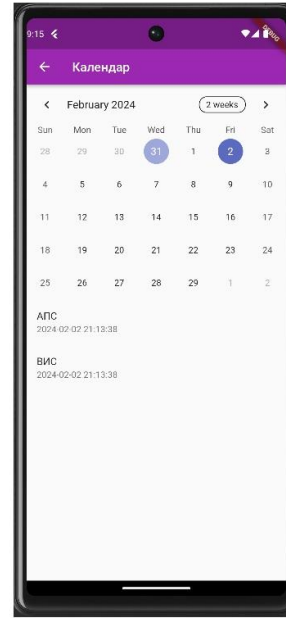 9:15
DEBUG
Календар
February 2024 2 weeks
Sun Mon Tue Wed Thu Fri Sat
28 29 30 31 1 2 3
4 5 6 7 8 9 10
11 12 13 14 15 16 17
18 19 20 21 22 23 24
25 26 27 28 29 1 2
АПС
2024-02-02 21:13:38
ВИС
2024-02-02 21:13:38